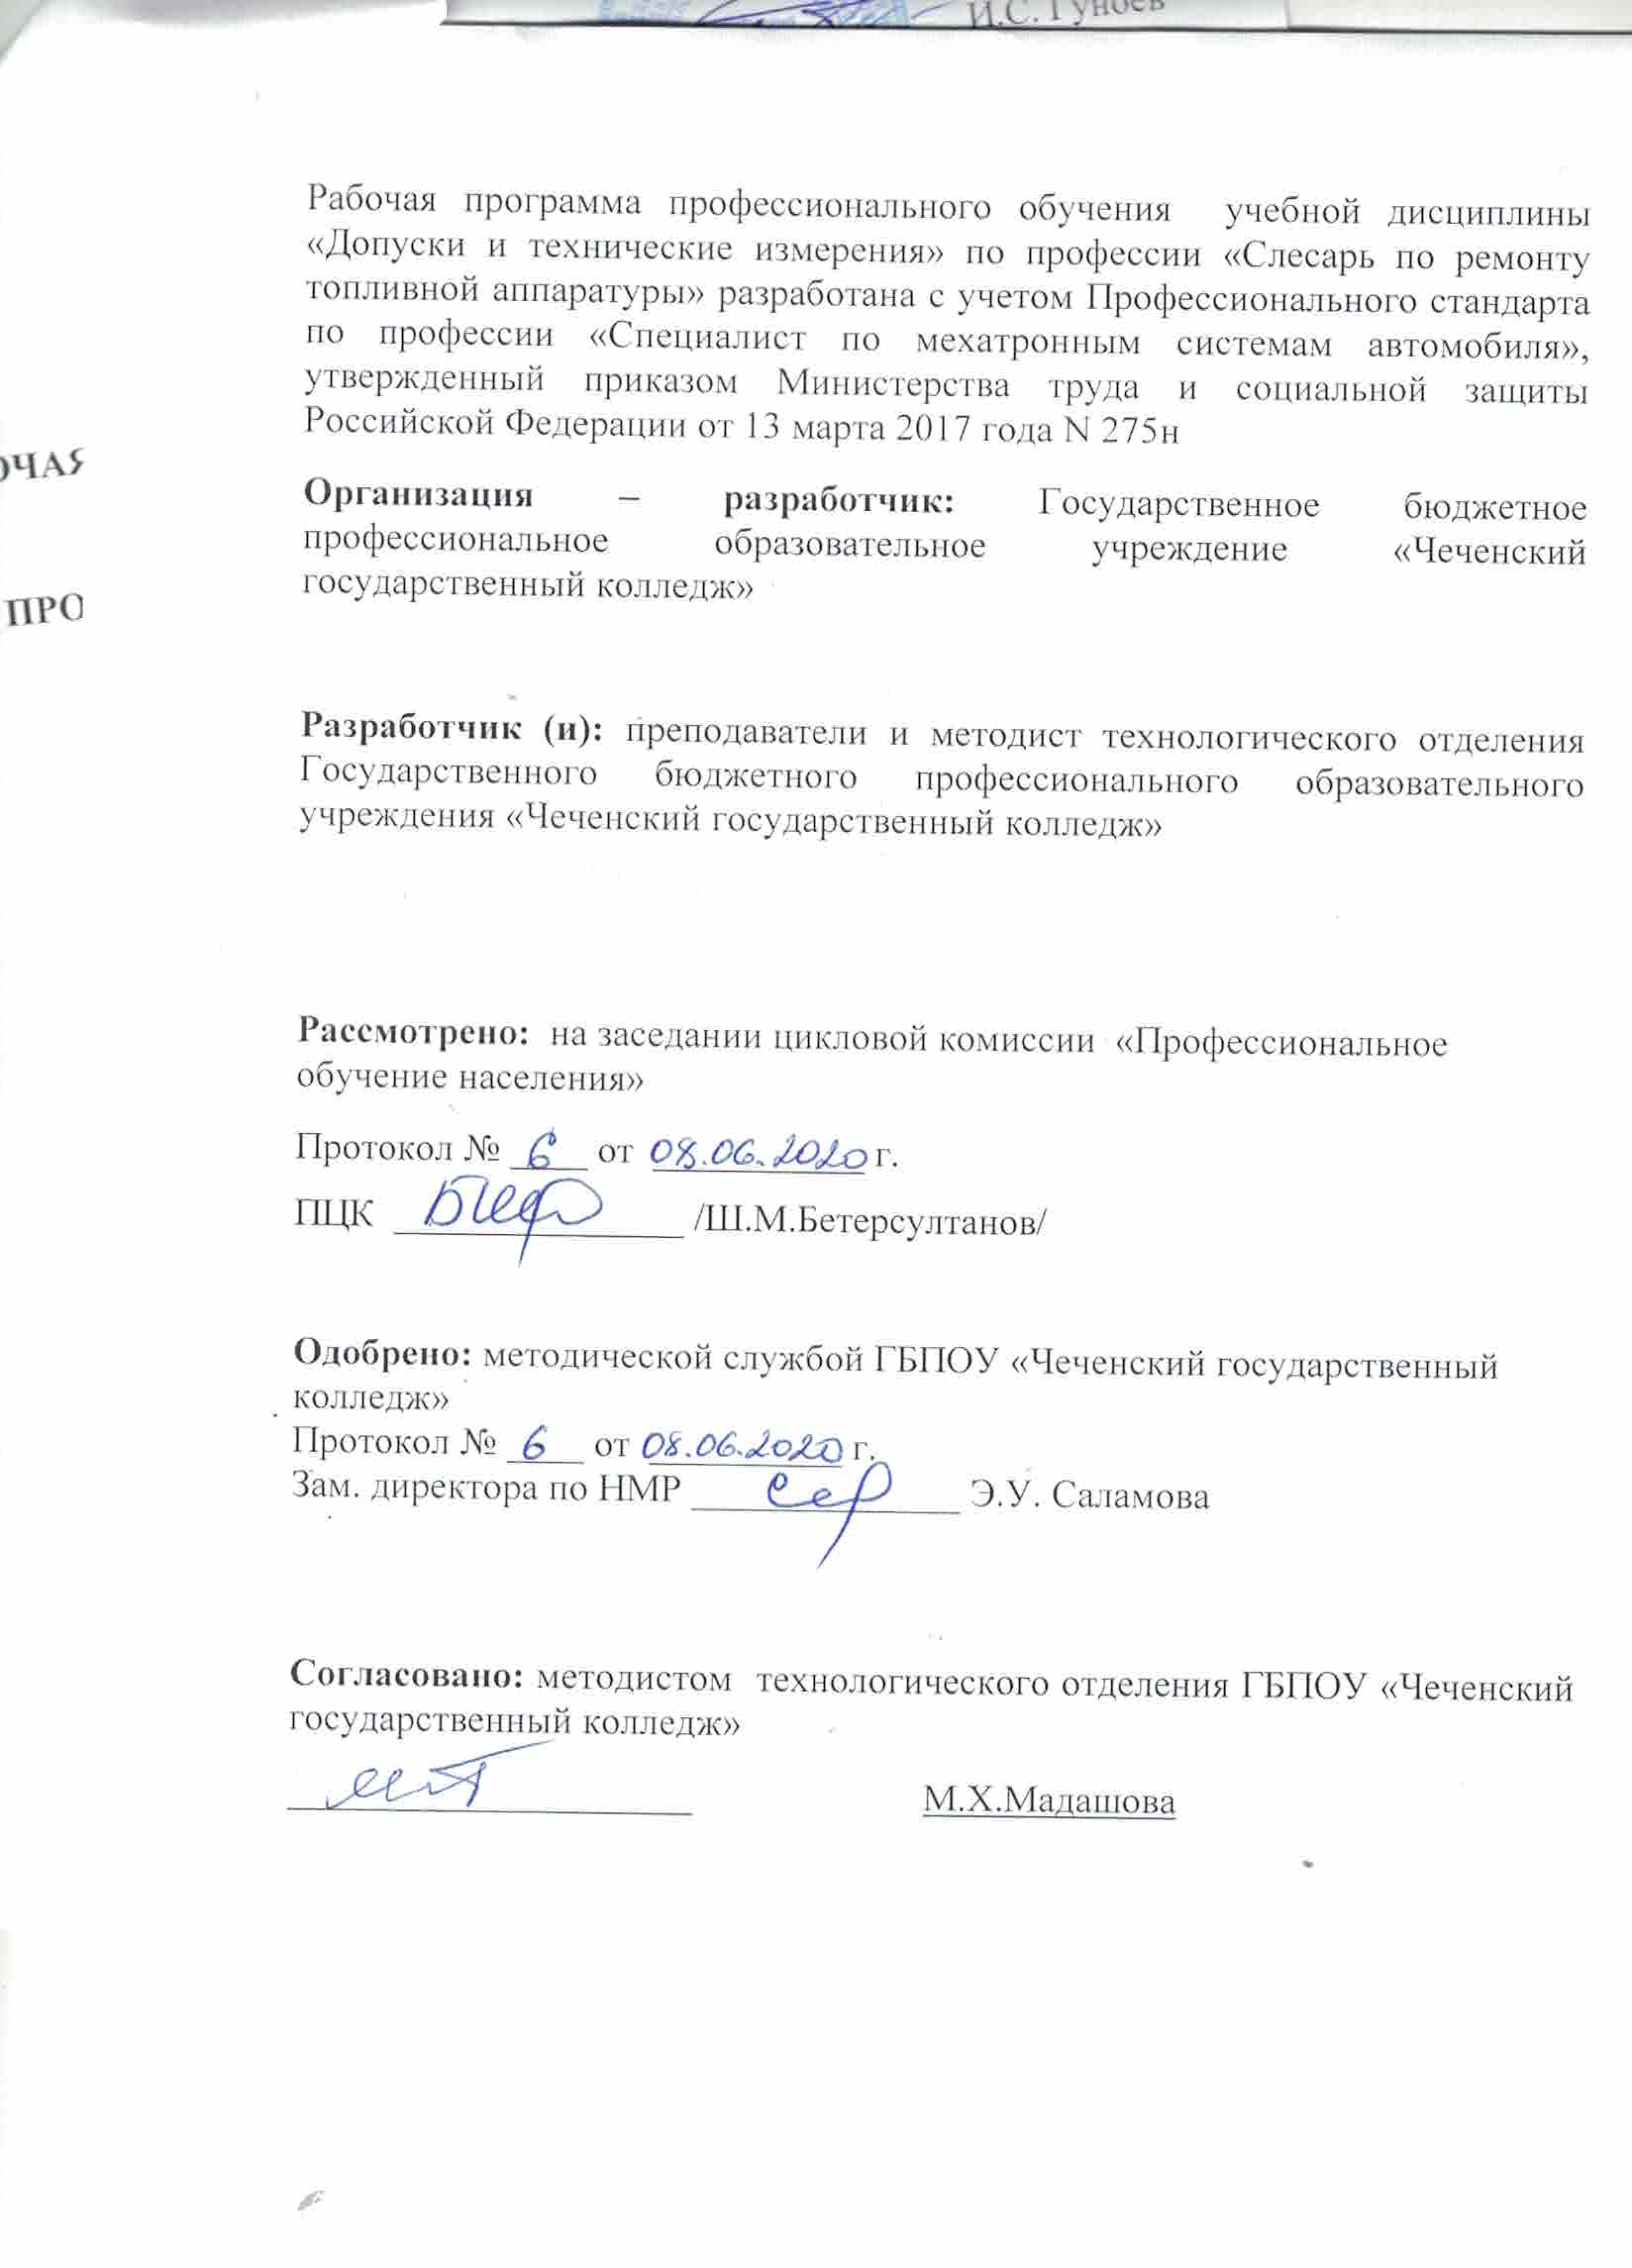 И.С.
Рабочая программа профессионального обучения учебной дисциплины
«Допуски и технические измерения» по профессии «Слесарь по ремонту
топливной аппаратуры» разработана с учетом Профессионального стандарта
по профессии «Специалист по мехатронным системам автомобиля»,
утвержденный приказом Министерства труда и социальной защиты
Российской Федерации от 13 марта 2017 года N 275н
ОЧАЯ
Организация – разработчик: Государственное бюджетное
профессиональное образовательное учреждение «Чеченский
государственный колледж»
ПРО
Разработчик (и): преподаватели и методист технологического отделения
Государственного бюджетного профессионального образовательного
учреждения «Чеченский государственный колледж»
Рассмотрено: на заседании цикловой комиссии «Профессиональное
обучение населения»
Протокол № 6 от 08.06.2020 г.
ПЦК /Ш.М.Бетерсултанов/
Одобрено: методической службой ГБПОУ «Чеченский государственный
колледж»
Протокол № 6 от 08.06.2020 г.
Зам. директора по НМР Э.У. Саламова
Согласовано: методистом технологического отделения ГБПОУ «Чеченский
государственный колледж»
М.Х.Мадашова